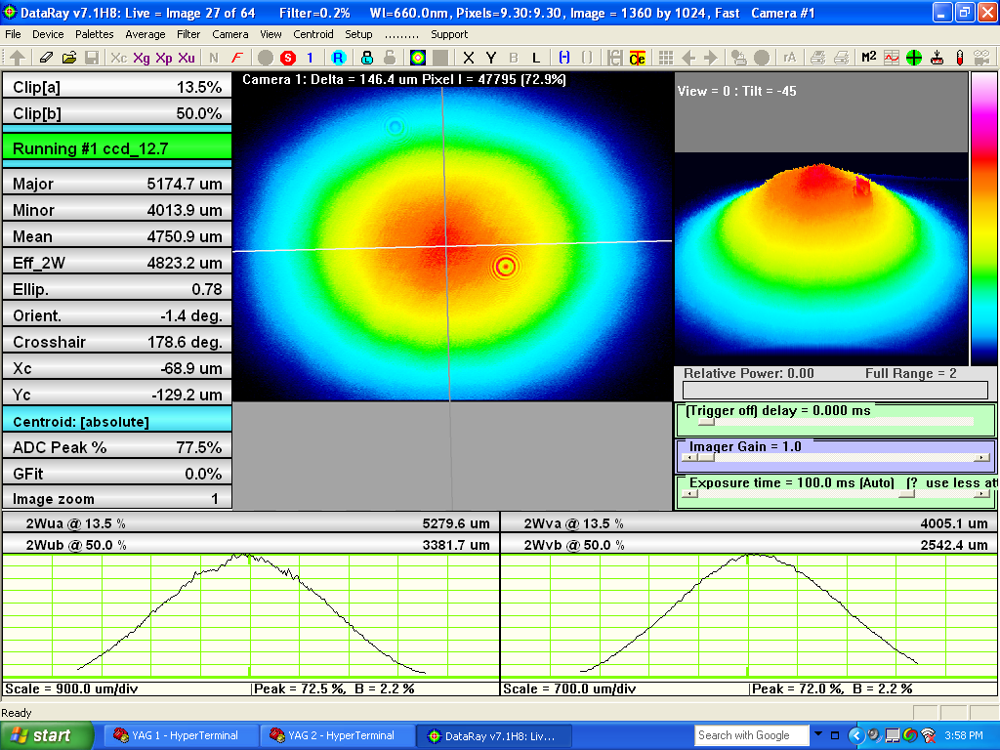 DataRay v7.1H8: Live = Image 27 of 64 Filter=0.2% Wl=660.0nm, Pixels=9.30:9.30, Image = 1360 by 1024, Fast Camera #1
File Device Palettes Average Filter Camera View Centroid Setup ......... Support
Xc Xg Xp Xu N F S 1 R X Y B L Ce rA M²
Clip[a] 13.5%
Clip[b] 50.0%
Running #1 ccd_12.7
Major 5174.7 um
Minor 4013.9 um
Mean 4750.9 um
Eff_2W 4823.2 um
Ellip. 0.78
Orient. -1.4 deg.
Crosshair 178.6 deg.
Xc -68.9 um
Yc -129.2 um
Centroid: [absolute]
ADC Peak % 77.5%
GFit 0.0%
Image zoom 1
Camera 1: Delta = 146.4 um Pixel I = 47795 (72.9%)
View = 0 : Tilt = -45
Relative Power: 0.00 Full Range = 2
(Trigger off) delay = 0.000 ms
Imager Gain = 1.0
Exposure time = 100.0 ms (Auto) (? use less at
2Wua @ 13.5 % 5279.6 um
2Wub @ 50.0 % 3381.7 um
2Wva @ 13.5 % 4005.1 um
2Wvb @ 50.0 % 2542.4 um
Scale = 900.0 um/div Peak = 72.5 %, B = 2.2 %
Scale = 700.0 um/div Peak = 72.0 %, B = 2.2 %
Ready
start YAG 1 - HyperTerminal YAG 2 - HyperTerminal DataRay v7.1H8: Liv... Search with Google 3:58 PM